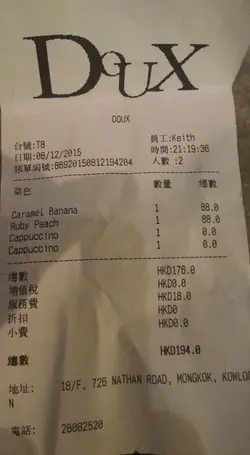 DOUX
DOUX
台號:T8 員工:Keith
日期:08/12/2015 時間:21:19:36
帳單編號:86920150812194204 人數 :2
菜色 數量 總數
Caramel Banana 1 88.0
Ruby Peach 1 88.0
Cappuccino 1 0.0
Cappuccino 1 0.0
總數 HKD176.0
增值稅 HKD0.0
服務費 HKD18.0
折扣 HKD0
小費 HKD0.0
總數 HKD194.0
地址: 18/F, 726 NATHAN ROAD, MONGKOK, KOWLOO
N
電話: 28082520